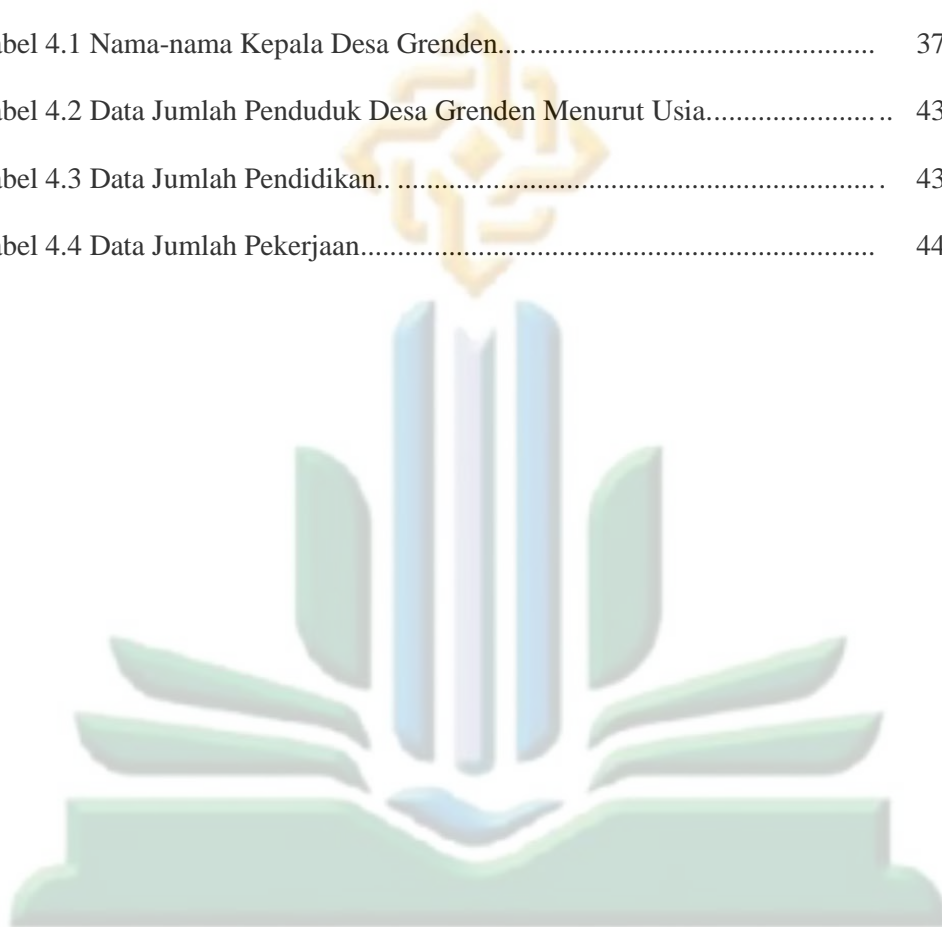 abel 4.1 Nama-nama Kepala Desa Grenden.................................................... 37
abel 4.2 Data Jumlah Penduduk Desa Grenden Menurut Usia......................... 43
abel 4.3 Data Jumlah Pendidikan.. .................................................................. 43
abel 4.4 Data Jumlah Pekerjaan...................................................................... 44